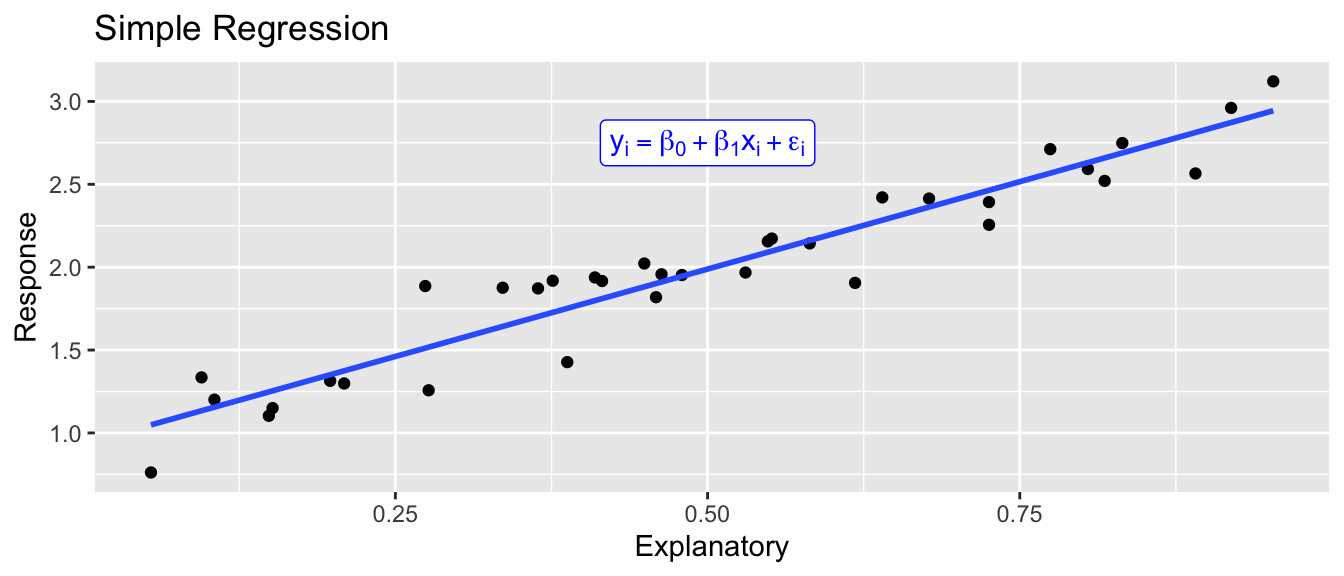 Simple Regression
3.0
yᵢ = β₀ + β₁xᵢ + εᵢ
2.5
2.0
Response
1.5
1.0
0.25 0.50 0.75
Explanatory